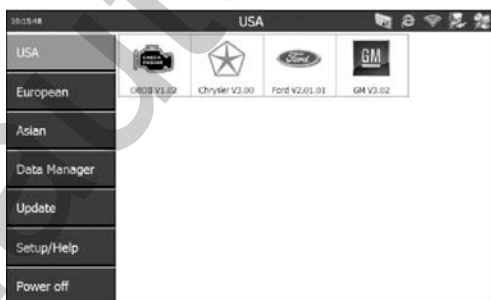 10:15:48
USA
USA
European
Asian
Data Manager
Update
Setup/Help
Power off
CHECK ENGINE
Ford
GM
OBDII V1.02
Chrysler V3.00
Ford V2.01.01
GM V3.02